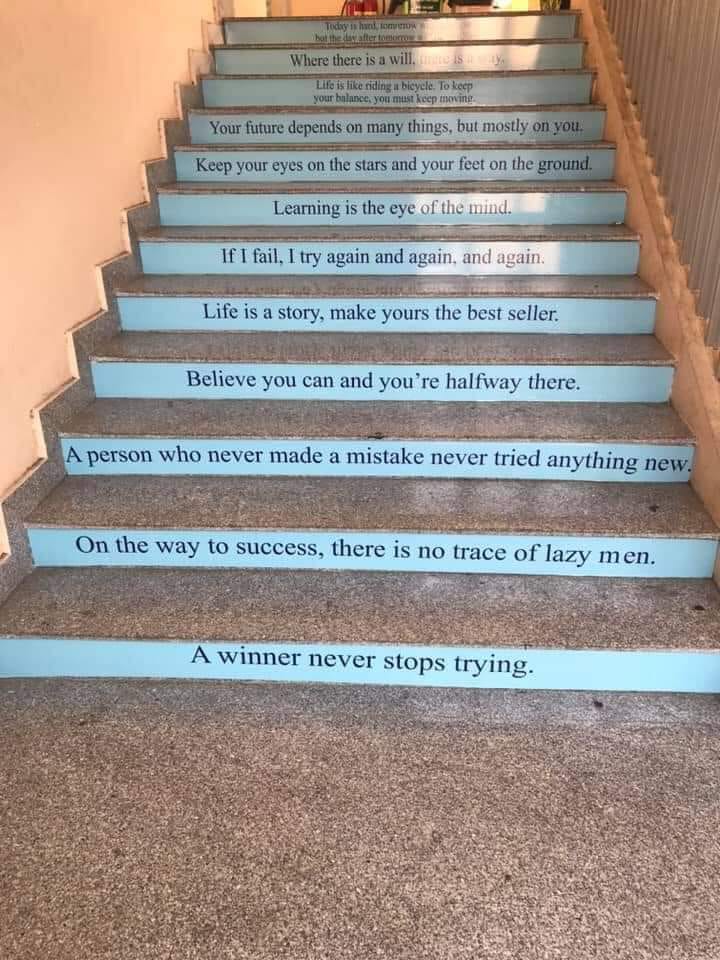 Today is hard, tomorrow
but the day after tomorrow
Where there is a will, there is a way.
Life is like riding a bicycle. To keep
your balance, you must keep moving.
Your future depends on many things, but mostly on you.
Keep your eyes on the stars and your feet on the ground.
Learning is the eye of the mind.
If I fail, I try again and again, and again.
Life is a story, make yours the best seller.
Believe you can and you're halfway there.
A person who never made a mistake never tried anything new.
On the way to success, there is no trace of lazy men.
A winner never stops trying.